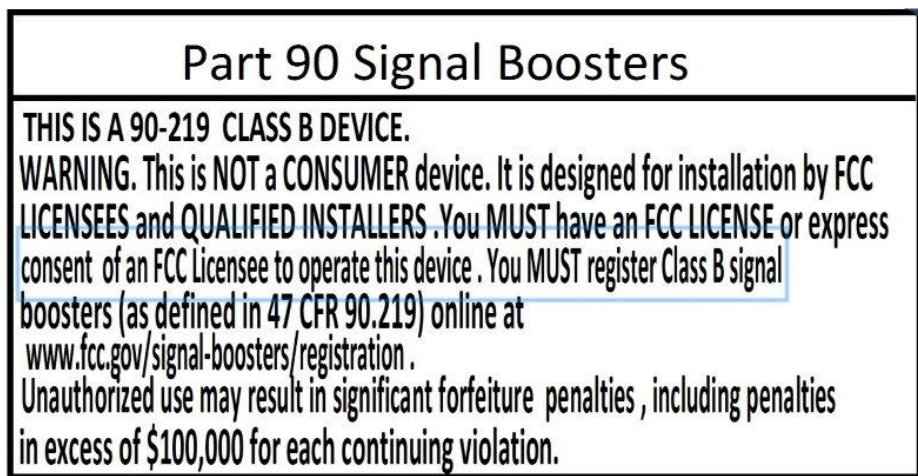 Part 90 Signal Boosters
THIS IS A 90-219 CLASS B DEVICE.
WARNING. This is NOT a CONSUMER device. It is designed for installation by FCC
LICENSEES and QUALIFIED INSTALLERS .You MUST have an FCC LICENSE or express
consent of an FCC Licensee to operate this device . You MUST register Class B signal
boosters (as defined in 47 CFR 90.219) online at
www.fcc.gov/signal-boosters/registration .
Unauthorized use may result in significant forfeiture penalties , including penalties
in excess of $100,000 for each continuing violation.